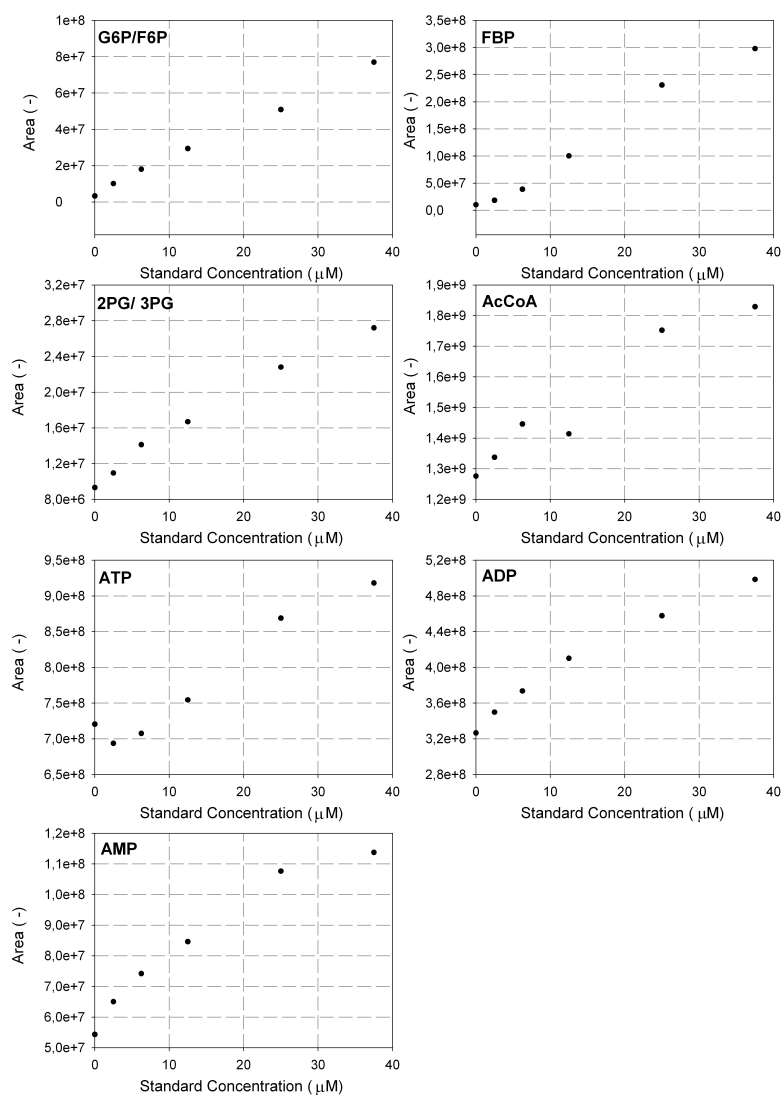 G6P/F6P
1e+8
8e+7
6e+7
4e+7
2e+7
0
Area ( -)
0 10 20 30 40
Standard Concentration ( μM)
FBP
3,5e+8
3,0e+8
2,5e+8
2,0e+8
1,5e+8
1,0e+8
5,0e+7
0,0
Area ( -)
0 10 20 30 40
Standard Concentration ( μM)
2PG/ 3PG
3,2e+7
2,8e+7
2,4e+7
2,0e+7
1,6e+7
1,2e+7
8,0e+6
Area ( -)
0 10 20 30 40
Standard Concentration ( μM)
AcCoA
1,9e+9
1,8e+9
1,7e+9
1,6e+9
1,5e+9
1,4e+9
1,3e+9
1,2e+9
Area ( -)
0 10 20 30 40
Standard Concentration ( μM)
ATP
9,5e+8
9,0e+8
8,5e+8
8,0e+8
7,5e+8
7,0e+8
6,5e+8
Area ( -)
0 10 20 30 40
Standard Concentration ( μM)
ADP
5,2e+8
4,8e+8
4,4e+8
4,0e+8
3,6e+8
3,2e+8
2,8e+8
Area ( -)
0 10 20 30 40
Standard Concentration ( μM)
AMP
1,2e+8
1,1e+8
1,0e+8
9,0e+7
8,0e+7
7,0e+7
6,0e+7
5,0e+7
Area ( -)
0 10 20 30 40
Standard Concentration ( μM)